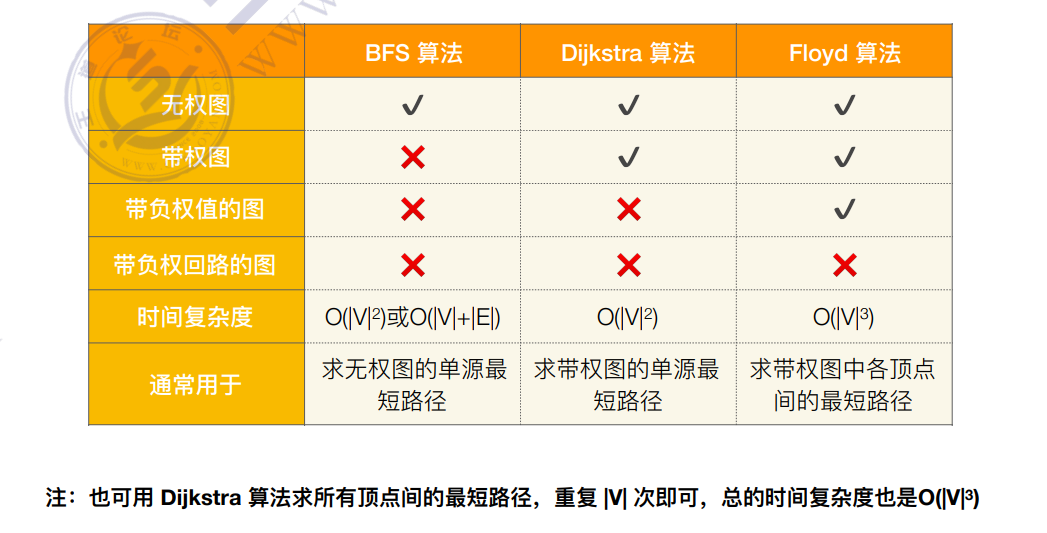 BFS 算法 Dijkstra 算法 Floyd 算法
无权图 ✔ ✔ ✔
带权图 ❌ ✔ ✔
带负权值的图 ❌ ❌ ✔
带负权回路的图 ❌ ❌ ❌
时间复杂度 O(|V|²)或O(|V|+|E|) O(|V|²) O(|V|³)
通常用于 求无权图的单源最短路径 求带权图的单源最短路径 求带权图中各顶点间的最短路径
注：也可用 Dijkstra 算法求所有顶点间的最短路径，重复 |V| 次即可，总的时间复杂度也是O(|V|³)